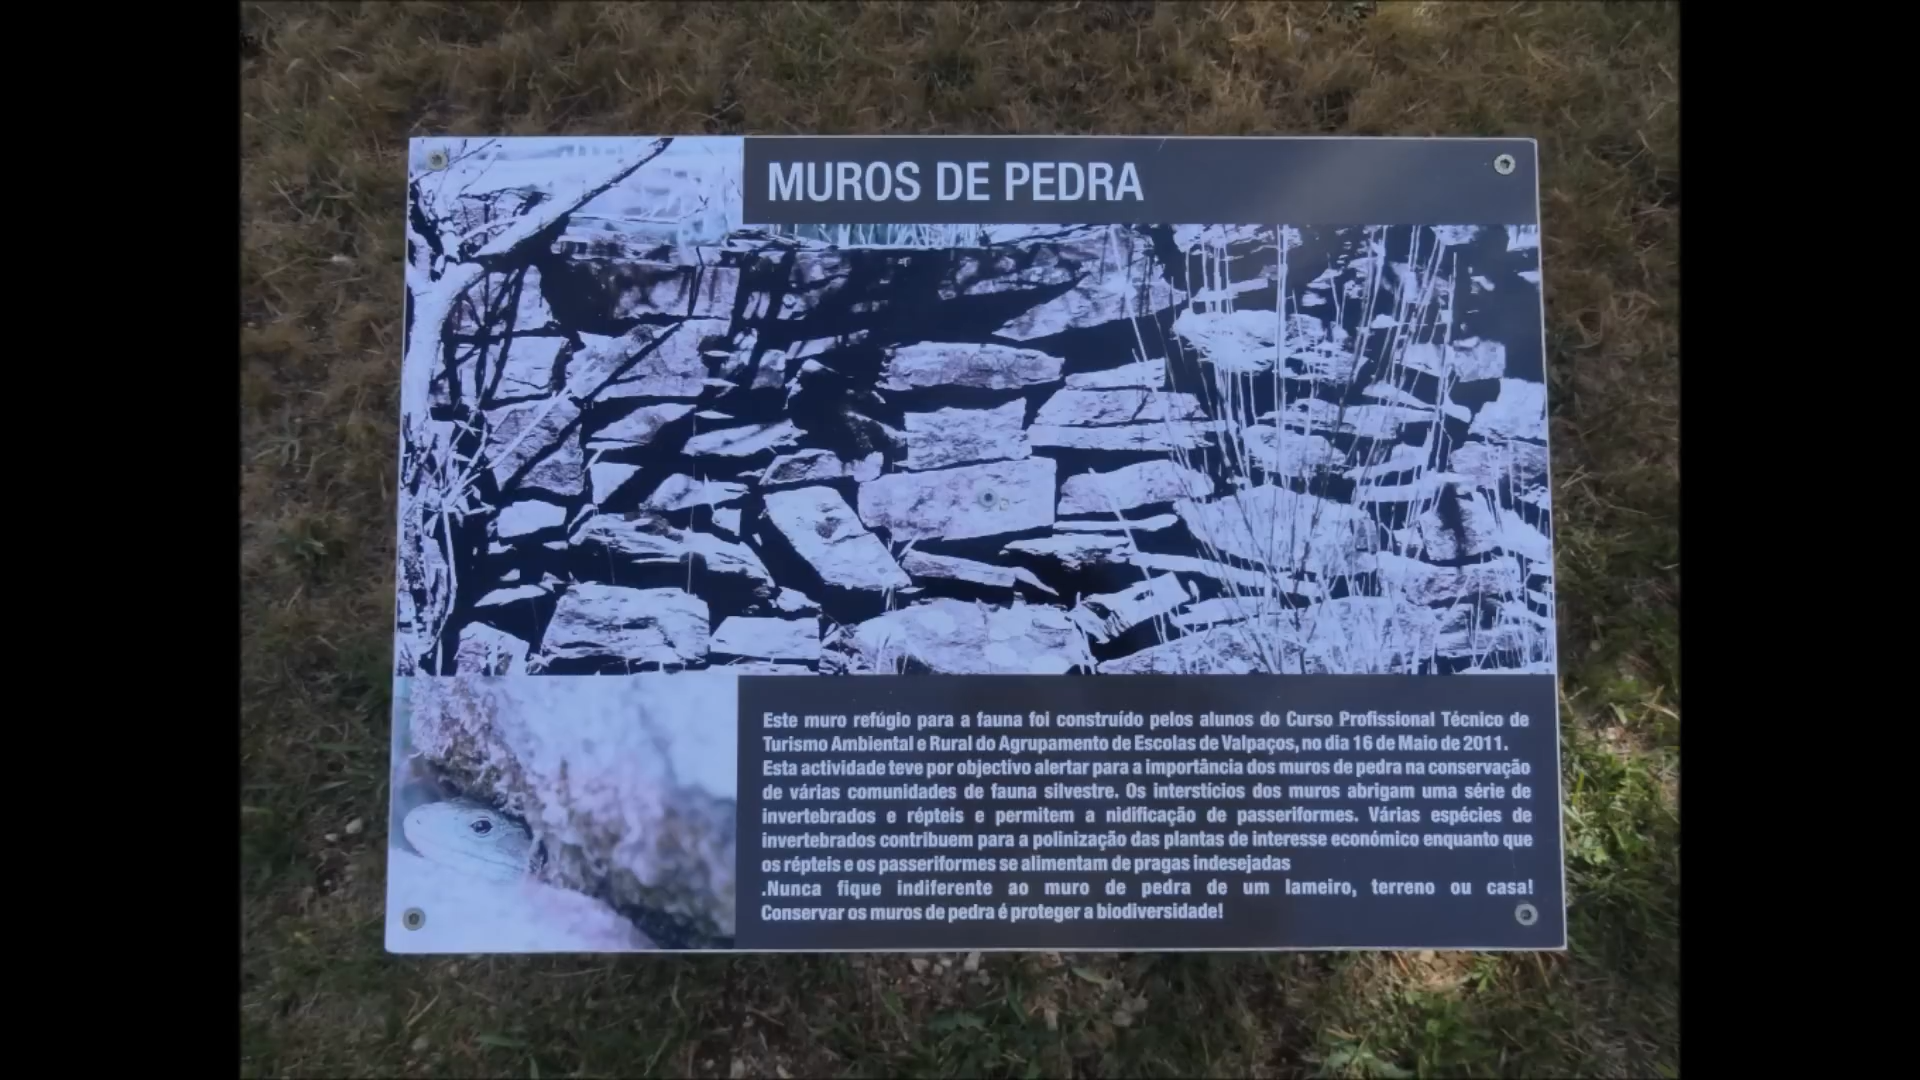 MUROS DE PEDRA
Este muro refúgio para a fauna foi construído pelos alunos do Curso Profissional Técnico de
Turismo Ambiental e Rural do Agrupamento de Escolas de Valpaços, no dia 16 de Maio de 2011.
Esta actividade teve por objectivo alertar para a importância dos muros de pedra na conservação
de várias comunidades de fauna silvestre. Os interstícios dos muros abrigam uma série de
invertebrados e répteis e permitem a nidificação de passeriformes. Várias espécies de
invertebrados contribuem para a polinização das plantas de interesse económico enquanto que
os répteis e os passeriformes se alimentam de pragas indesejadas
.Nunca fique indiferente ao muro de pedra de um lameiro, terreno ou casa!
Conservar os muros de pedra é proteger a biodiversidade!